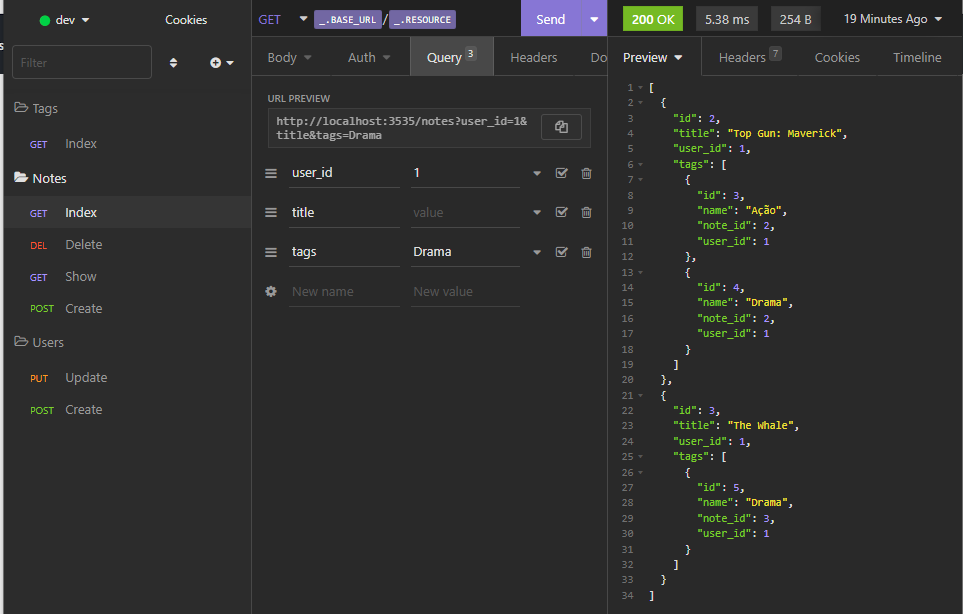 dev
Cookies
Filter
Tags
GET Index
Notes
GET Index
DEL Delete
GET Show
POST Create
Users
PUT Update
POST Create
GET _.BASE_URL / _.RESOURCE Send
Body Auth Query 3 Headers Do
URL PREVIEW
http://localhost:3535/notes?user_id=1&
title&tags=Drama
user_id 1
title value
tags Drama
New name New value
200 OK 5.38 ms 254 B 19 Minutes Ago
Preview Headers 7 Cookies Timeline
1 [
2 {
3 "id": 2,
4 "title": "Top Gun: Maverick",
5 "user_id": 1,
6 "tags": [
7 {
8 "id": 3,
9 "name": "Ação",
10 "note_id": 2,
11 "user_id": 1
12 },
13 {
14 "id": 4,
15 "name": "Drama",
16 "note_id": 2,
17 "user_id": 1
18 }
19 ]
20 },
21 {
22 "id": 3,
23 "title": "The Whale",
24 "user_id": 1,
25 "tags": [
26 {
27 "id": 5,
28 "name": "Drama",
29 "note_id": 3,
30 "user_id": 1
31 }
32 ]
33 }
34 ]